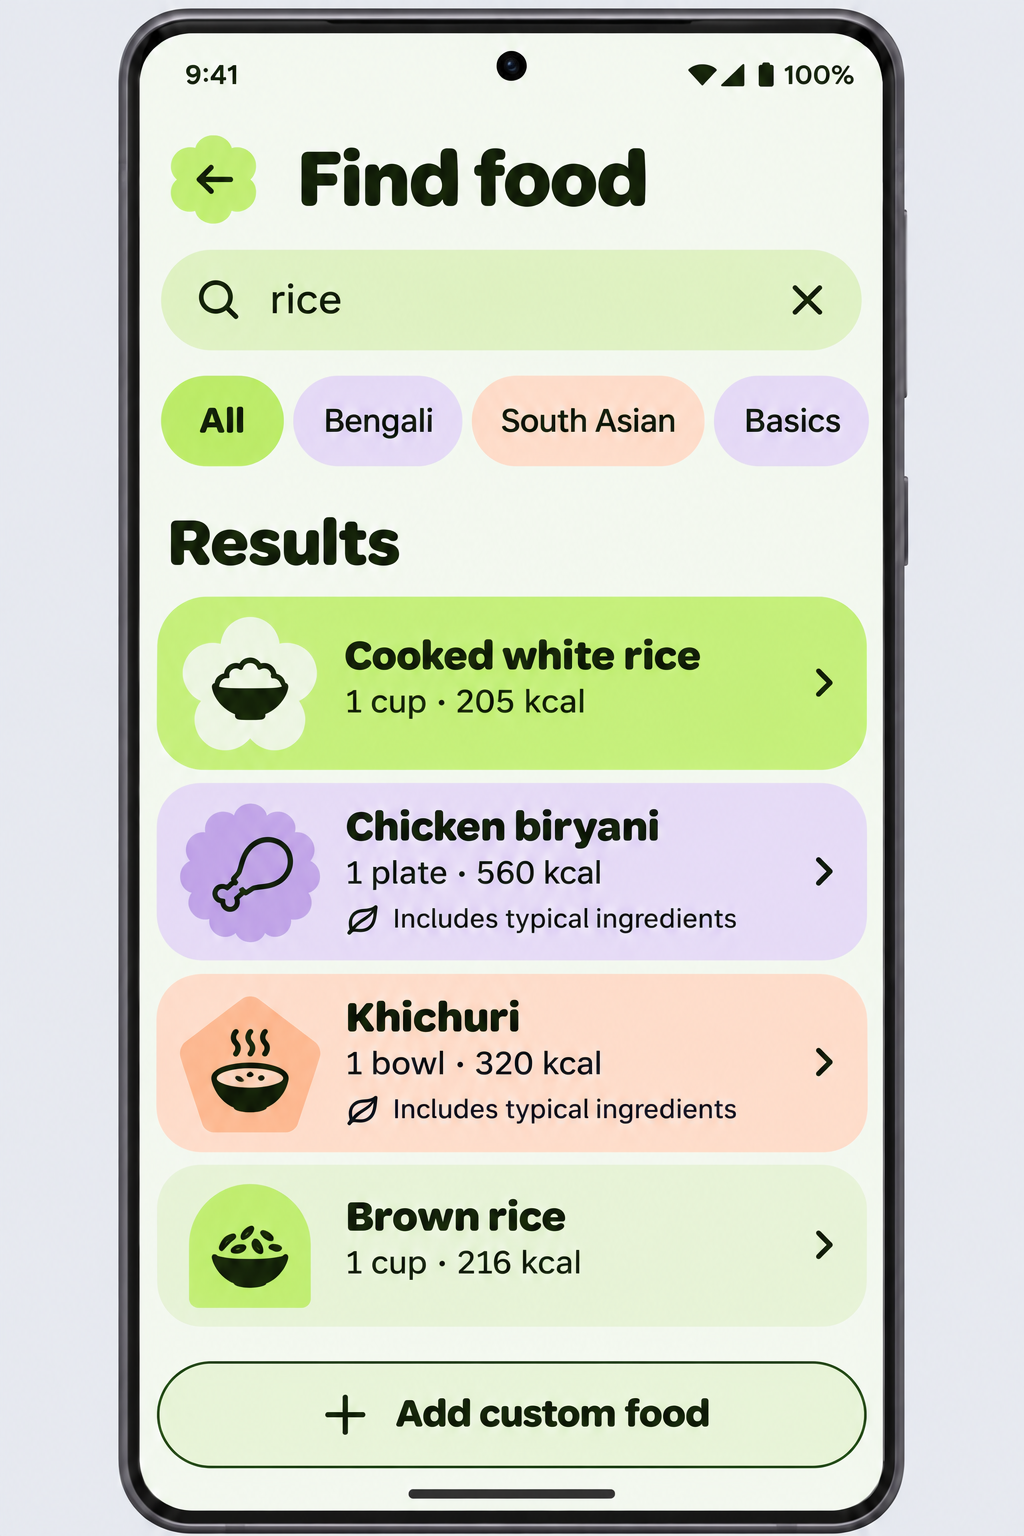 9:41
100%
Find food
rice
All
Bengali
South Asian
Basics
Results
Cooked white rice
1 cup · 205 kcal
Chicken biryani
1 plate · 560 kcal
Includes typical ingredients
Khichuri
1 bowl · 320 kcal
Includes typical ingredients
Brown rice
1 cup · 216 kcal
Add custom food